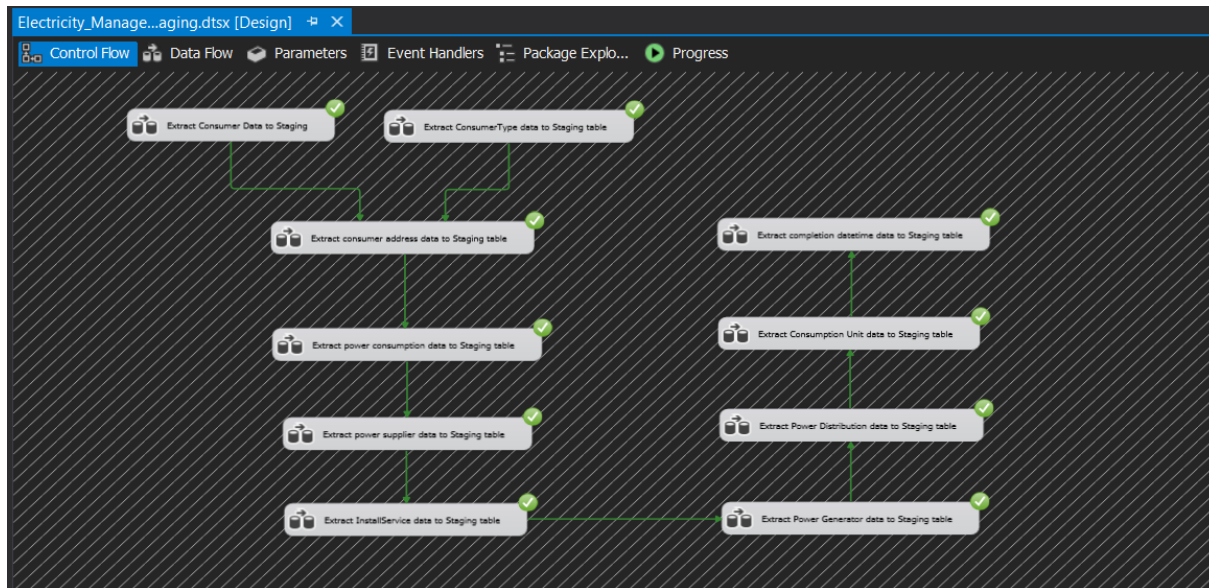 Electricity_Manage...aging.dtsx [Design]
Control Flow Data Flow Parameters Event Handlers Package Explo... Progress
Extract Consumer Data to Staging
Extract ConsumerType data to Staging table
Extract consumer address data to Staging table
Extract power consumption data to Staging table
Extract power supplier data to Staging table
Extract InstallService data to Staging table
Extract Power Generator data to Staging table
Extract Power Distribution data to Staging table
Extract Consumption Unit data to Staging table
Extract completion datetime data to Staging table